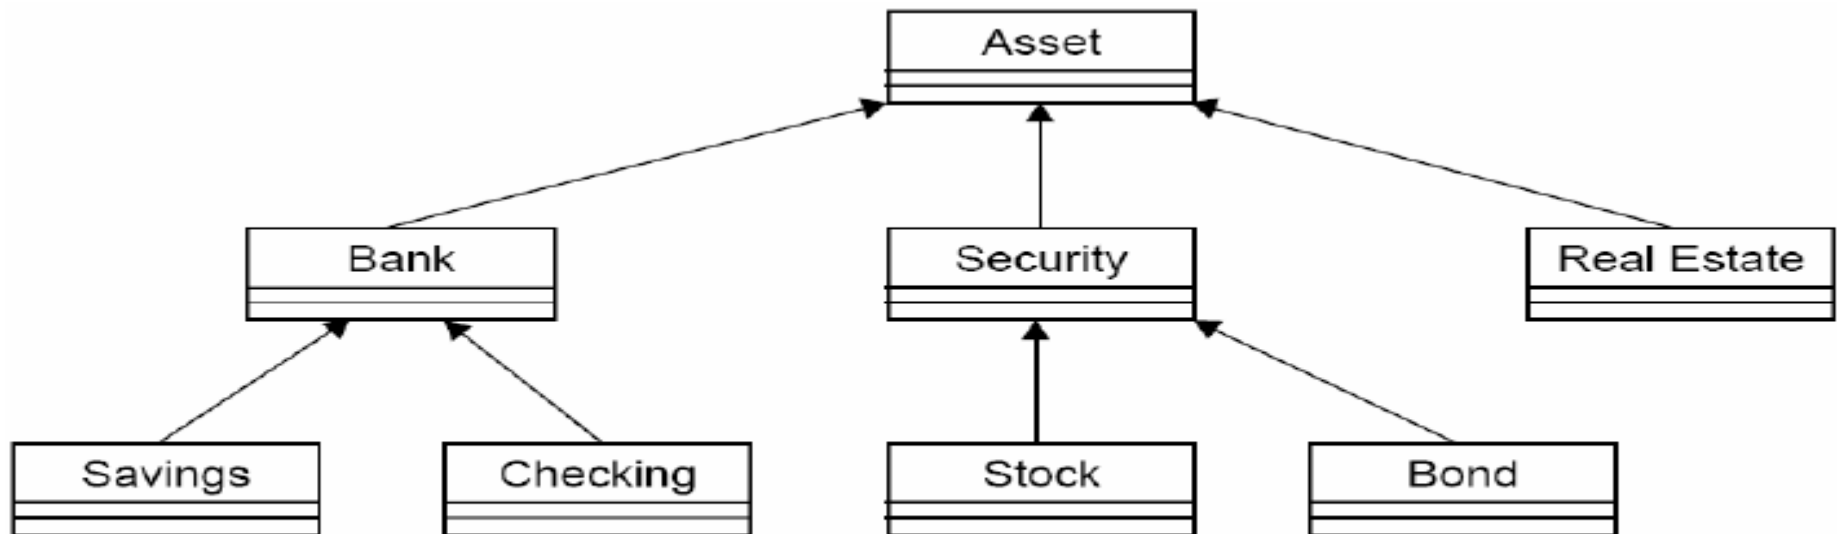 Asset
Bank
Security
Real Estate
Savings
Checking
Stock
Bond